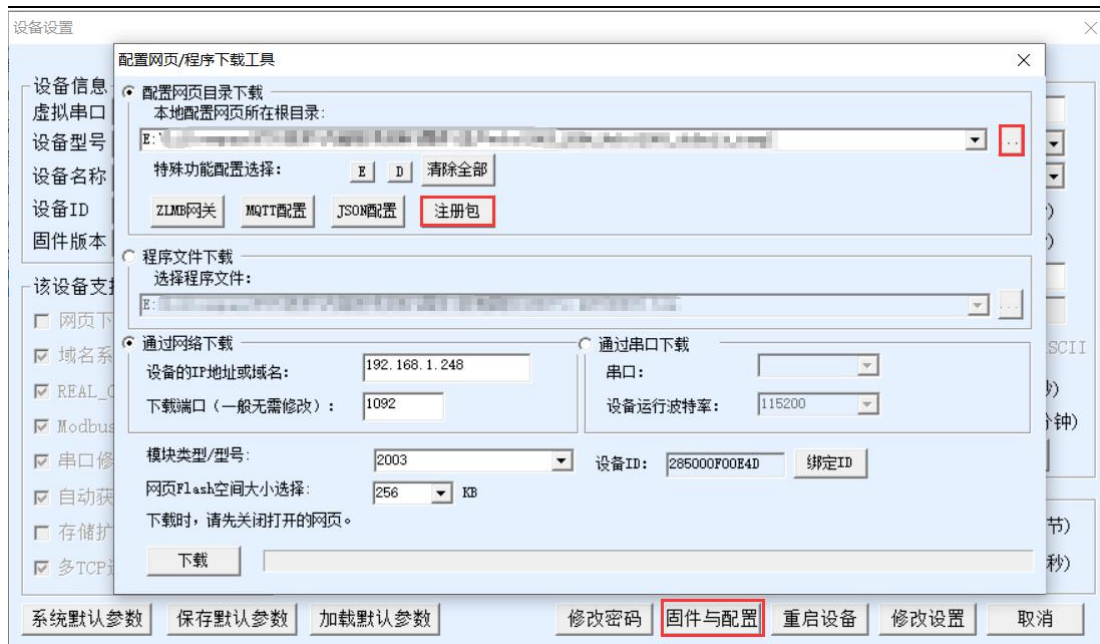 设备设置
配置网页/程序下载工具
设备信息
虚拟串口
设备型号
设备名称
设备ID
固件版本
配置网页目录下载
本地配置网页所在根目录:
E:
特殊功能配置选择:
E
D
清除全部
ZLMB网关
MQTT配置
JSON配置
注册包
程序文件下载
选择程序文件:
E:
该设备支
网页下
域名系
REAL_
Modbus
串口修
自动获
存储扩
多TCP
通过网络下载
设备的IP地址或域名:
192.168.1.248
下载端口（一般无需修改）:
1092
通过串口下载
串口:
设备运行波特率:
115200
SCII
秒)
分钟)
模块类型/型号:
2003
设备ID:
285000F00E4D
绑定ID
网页Flash空间大小选择:
256
KB
下载时，请先关闭打开的网页。
下载
节)
秒)
系统默认参数
保存默认参数
加载默认参数
修改密码
固件与配置
重启设备
修改设置
取消